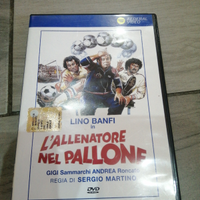 LINO BANFI
in
L'ALLENATORE
NEL PALLONE
GIGI Sammarchi ANDREA Roncato
REGIA DI SERGIO MARTINO
DVD